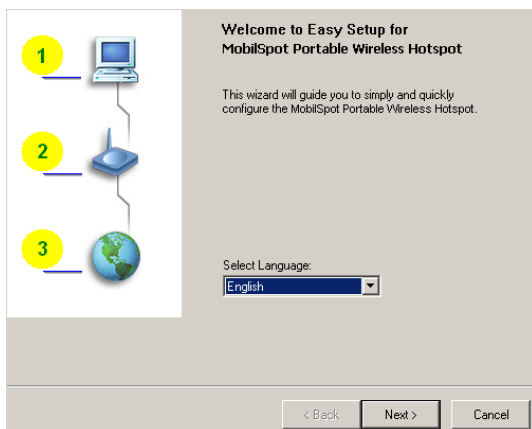 1
2
3
Welcome to Easy Setup for
MobilSpot Portable Wireless Hotspot
This wizard will guide you to simply and quickly
configure the MobilSpot Portable Wireless Hotspot.
Select Language:
English
< Back
Next >
Cancel